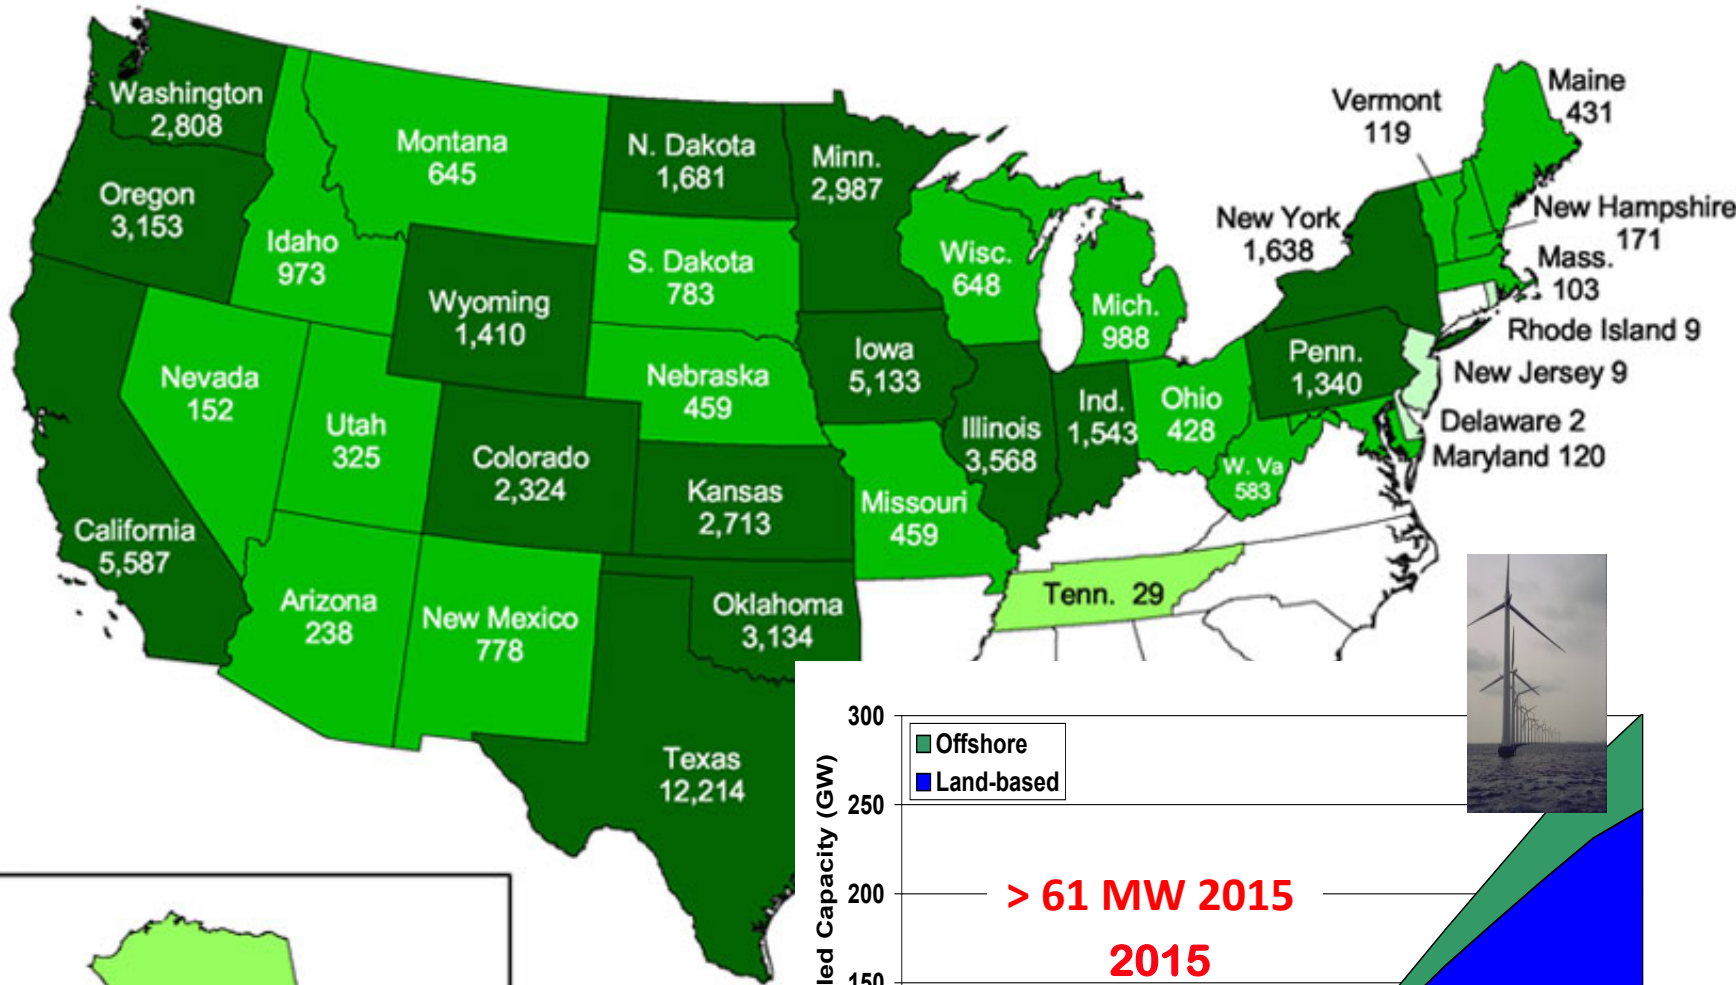 Washington
2,808
Oregon
3,153
Idaho
973
Montana
645
N. Dakota
1,681
Minn.
2,987
S. Dakota
783
Wyoming
1,410
Nevada
152
Utah
325
Colorado
2,324
Nebraska
459
Iowa
5,133
Kansas
2,713
California
5,587
Arizona
238
New Mexico
778
Oklahoma
3,134
Texas
12,214
Missouri
459
Illinois
3,568
Wisc.
648
Mich.
988
Ind.
1,543
Ohio
428
W. Va
583
Tenn. 29
Penn.
1,340
New York
1,638
Vermont
119
Maine
431
New Hampshire
171
Mass.
103
Rhode Island 9
New Jersey 9
Delaware 2
Maryland 120
300
250
200
150
led Capacity (GW)
Offshore
Land-based
> 61 MW 2015
2015